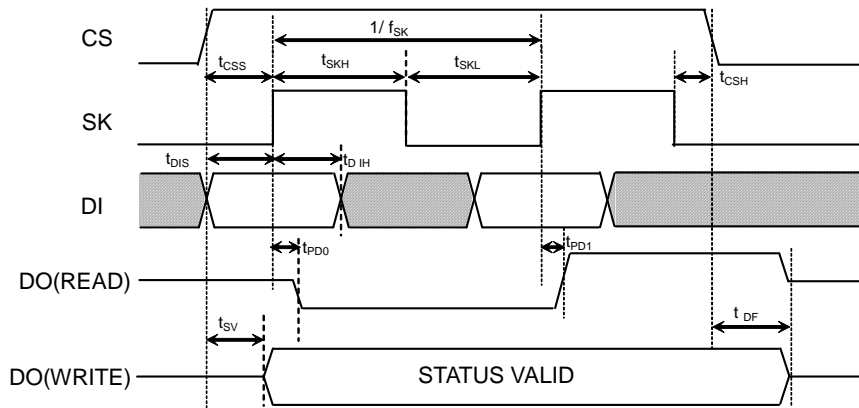 CS
1/ fSK
tCSS
tSKH
tSKL
tCSH
SK
tDIS
tD IH
DI
tPD0
tPD1
DO(READ)
tSV
t DF
DO(WRITE)
STATUS VALID